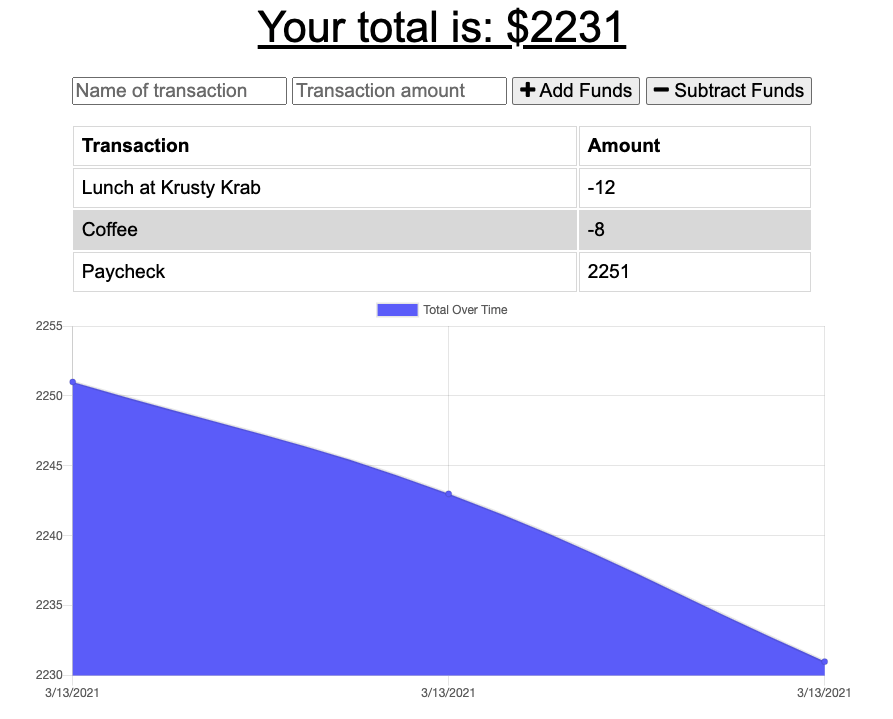 Your total is: $2231
Name of transaction Transaction amount + Add Funds − Subtract Funds
Transaction Amount
Lunch at Krusty Krab -12
Coffee -8
Paycheck 2251
Total Over Time
2255
2250
2245
2240
2235
2230
3/13/2021 3/13/2021 3/13/2021